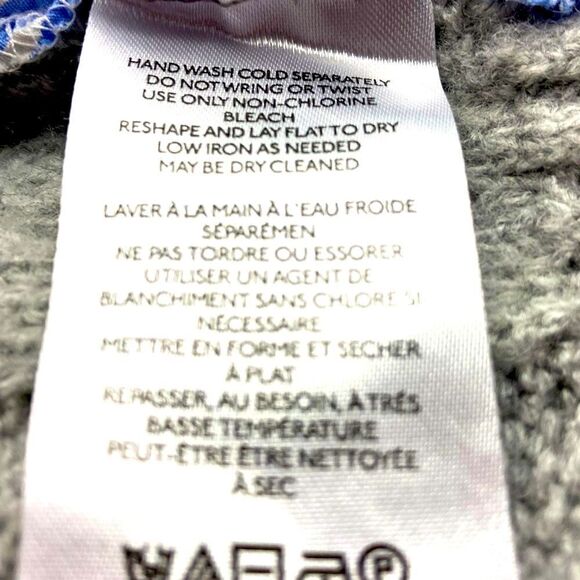 HAND WASH COLD SEPARATELY
DO NOT WRING OR TWIST
USE ONLY NON-CHLORINE
BLEACH
RESHAPE AND LAY FLAT TO DRY
LOW IRON AS NEEDED
MAY BE DRY CLEANED
LAVER À LA MAIN À L'EAU FROIDE
SÉPARÉMEN
NE PAS TORDRE OU ESSORER
UTILISER UN AGENT DE
BLANCHIMENT SANS CHLORE SI
NÉCESSAIRE
METTRE EN FORME ET SÉCHER
À PLAT
REPASSER, AU BESOIN, À TRÉS
BASSE TEMPÉRATURE
PEUT-ÊTRE ÊTRE NETTOYÉE
À SEC
P